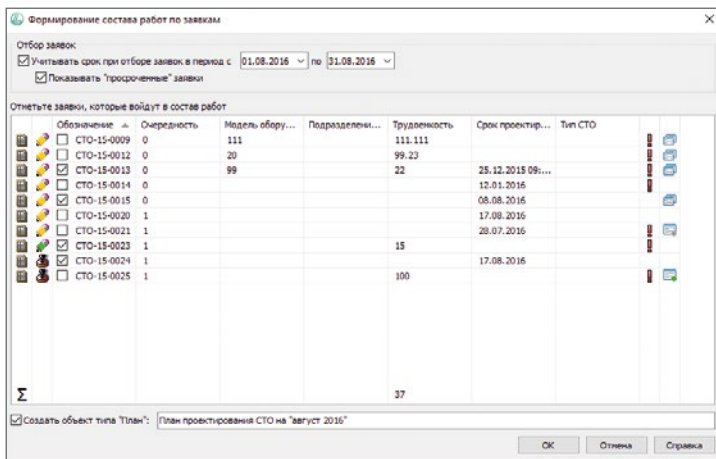 Формирование состава работ по заявкам
Отбор заявок
Учитывать срок при отборе заявок в период с 01.08.2016 по 31.08.2016
Показывать "просроченные" заявки
Отметьте заявки, которые войдут в состав работ
Обозначение Очередность Модель обору... Подразделени... Трудоемкость Срок проектир... Тип СТО
СТО-15-0009 0 111 111.111
СТО-15-0012 0 20 99.23
СТО-15-0013 0 99 22 25.12.2015 09:...
СТО-15-0014 0 12.01.2016
СТО-15-0015 0 08.08.2016
СТО-15-0020 1 17.08.2016
СТО-15-0021 1 28.07.2016
СТО-15-0023 1 15
СТО-15-0024 1 17.08.2016
СТО-15-0025 1 100
Σ 37
Создать объект типа "План": План проектирования СТО на "август 2016"
OK Отмена Справка